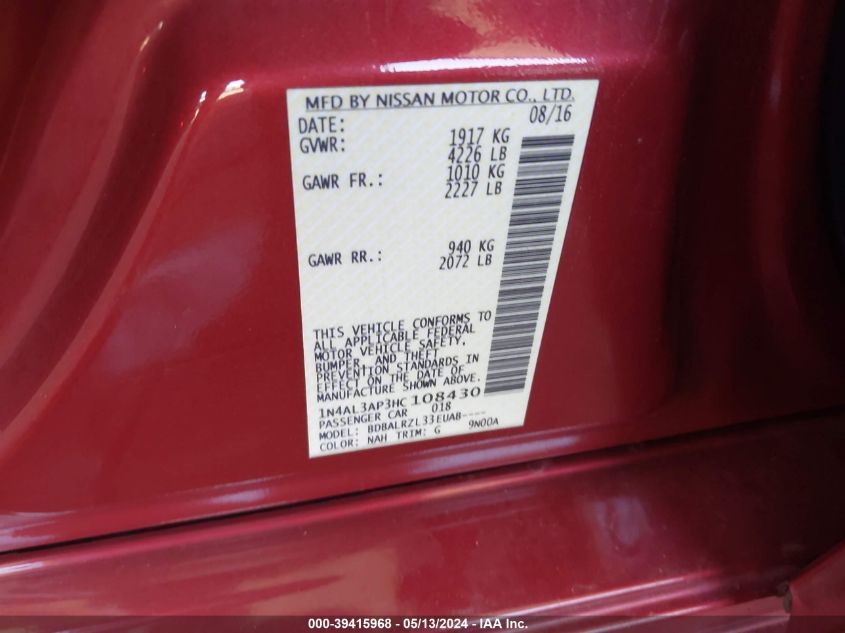 MFD BY NISSAN MOTOR CO., LTD.
DATE: 08/16
GVWR: 1917 KG
4226 LB
GAWR FR.: 1010 KG
2227 LB
GAWR RR.: 940 KG
2072 LB
THIS VEHICLE CONFORMS TO
ALL APPLICABLE FEDERAL
MOTOR VEHICLE SAFETY,
BUMPER, AND THEFT
PREVENTION STANDARDS IN
EFFECT ON THE DATE OF
MANUFACTURE SHOWN ABOVE.
1N4AL3AP3HC108430
PASSENGER CAR 018
MODEL: BDBALRZL33EUAB----
COLOR: NAH TRIM: G 9N00A
000-39415968 - 05/13/2024 - IAA Inc.